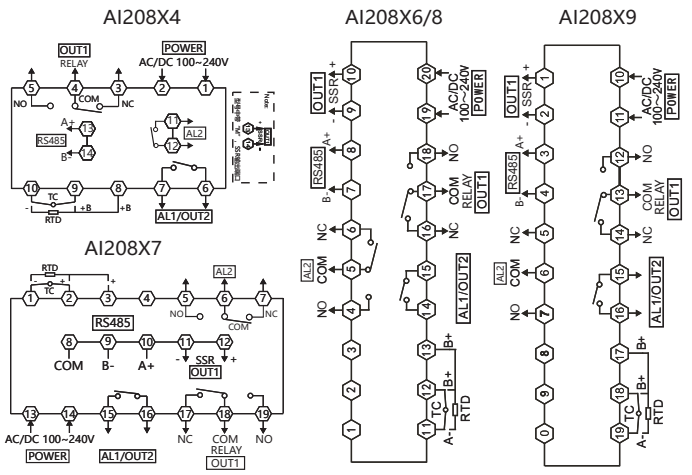 AI208X4
OUT1
RELAY
POWER
AC/DC 100~240V
5 4 3 2 1
NO COM NC
A+ 13
RS485
B- 14
11
AL2
12
Note:
10 9 8 7 6
- TC +B +B
RTD
AL1/OUT2
AI208X7
RTD
- TC + +
AL2
1 2 3 4 5 6 7
NO COM NC
RS485
8 9 10 11 12
COM B- A+ - SSR +
OUT1
13 14 15 16 17 18 19
AC/DC 100~240V
POWER
AL1/OUT2
NC COM NO
RELAY
OUT1
AI208X6/8
OUT1
SSR
+
-
10
9
RS485
A+
B-
8
7
NC
6
AL2
COM
5
NO
4
3
2
1
20
19
AC/DC
100~240V
POWER
18
NO
17
COM
RELAY
OUT1
16
NC
15
14
AL1/OUT2
13
B+
12
B+
11
A-
TC
RTD
AI208X9
OUT1
SSR
+
-
1
2
RS485
A+
B-
3
4
NC
5
AL2
COM
6
NO
7
8
9
0
10
11
AC/DC
100~240V
POWER
12
NO
13
COM
RELAY
OUT1
14
NC
15
16
AL1/OUT2
17
B+
18
B+
19
A-
TC
RTD